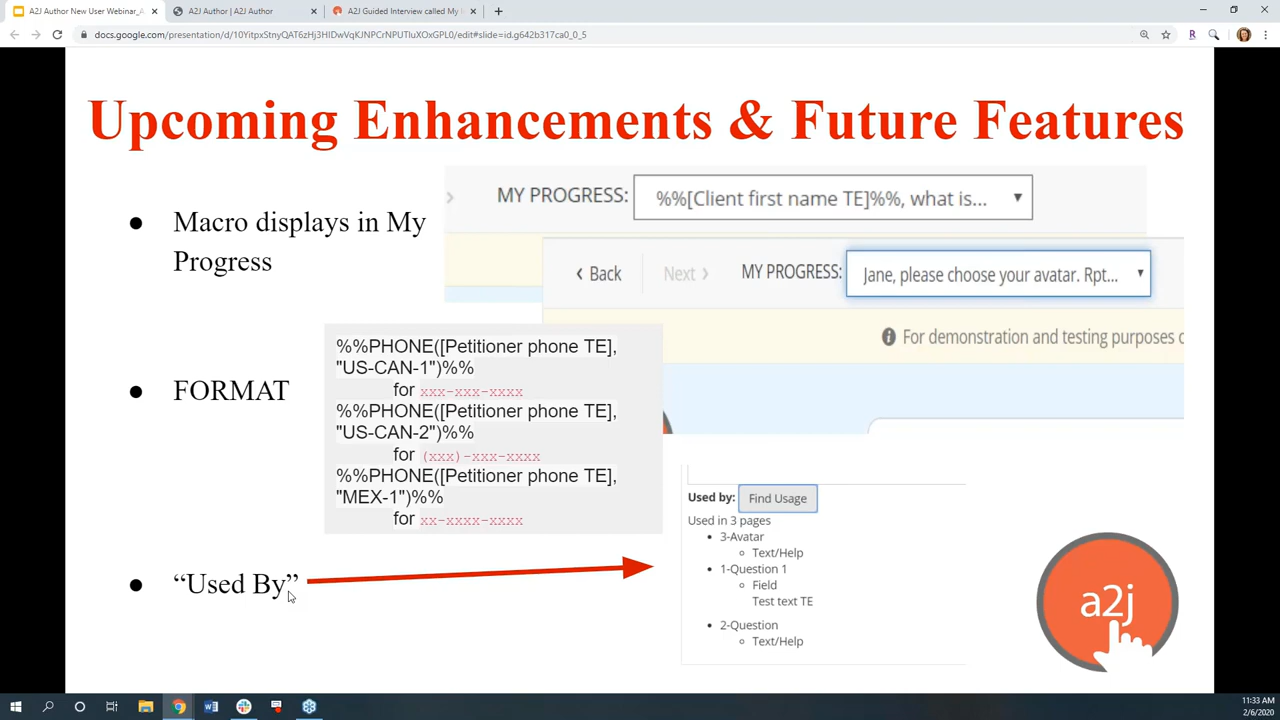 A2J Author New User Webinar_A
A2J Author | A2J Author
A2J Guided Interview called My I
docs.google.com/presentation/d/10YitpxStnyQAT6zHj3HIDwVqKJNPCrNPUTIuXOxGPL0/edit#slide=id.g642b317ca0_0_5
Upcoming Enhancements & Future Features
MY PROGRESS: %%[Client first name TE]%%, what is...
● Macro displays in My
Progress
Back Next MY PROGRESS: Jane, please choose your avatar. Rpt...
For demonstration and testing purposes o
● FORMAT
%%PHONE([Petitioner phone TE],
"US-CAN-1")%%
for xxx-xxx-xxxx
%%PHONE([Petitioner phone TE],
"US-CAN-2")%%
for (xxx)-xxx-xxxx
%%PHONE([Petitioner phone TE],
"MEX-1")%%
for xx-xxxx-xxxx
● “Used By”
Used by: Find Usage
Used in 3 pages
• 3-Avatar
○ Text/Help
• 1-Question 1
○ Field
Test text TE
• 2-Question
○ Text/Help
a2j
11:33 AM
2/6/2020